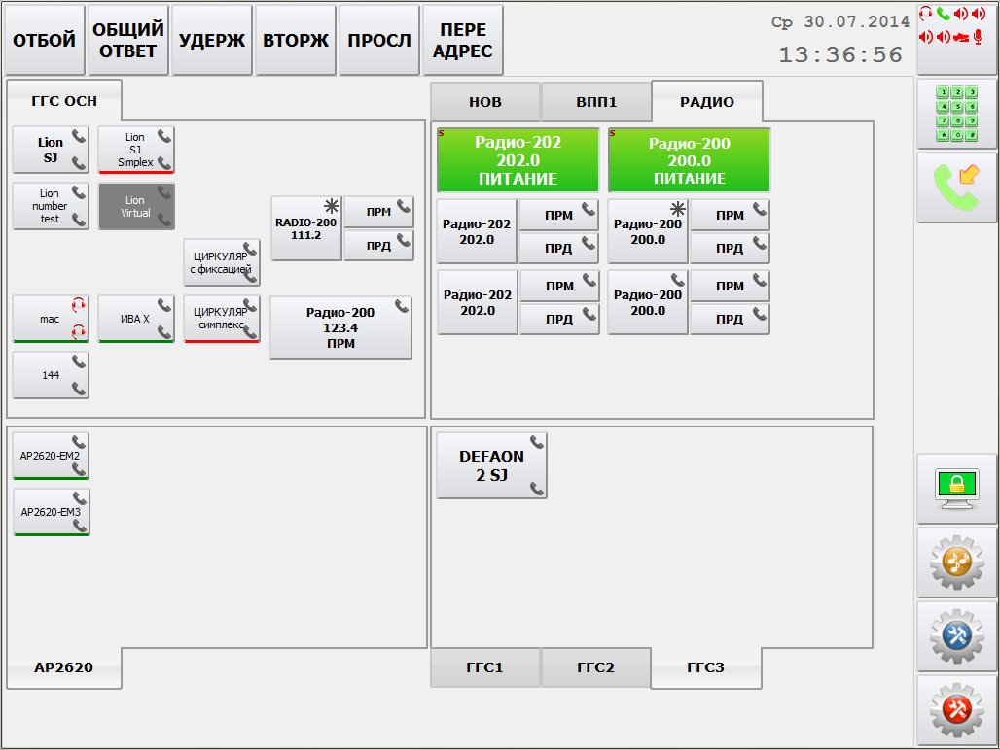 ОТБОЙ
ОБЩИЙ
ОТВЕТ
УДЕРЖ
ВТОРЖ
ПРОСЛ
ПЕРЕ
АДРЕС
Ср 30.07.2014
13:36:56
ГГС ОСН
Lion
SJ
Lion
SJ
Simplex
Lion
number
test
Lion
Virtual
RADIO-200
111.2
ПРМ
ПРД
ЦИРКУЛЯР
с фиксацией
mac
ИВА X
ЦИРКУЛЯР
симплекс
Радио-200
123.4
ПРМ
144
НОВ
ВПП1
РАДИО
S
Радио-202
202.0
ПИТАНИЕ
S
Радио-200
200.0
ПИТАНИЕ
Радио-202
202.0
ПРМ
ПРД
Радио-200
200.0
ПРМ
ПРД
Радио-202
202.0
ПРМ
ПРД
Радио-200
200.0
ПРМ
ПРД
1 2 3
4 5 6
7 8 9
* 0 #
AP2620-EM2
AP2620-EM3
AP2620
DEFAON
2 SJ
ГГС1
ГГС2
ГГС3